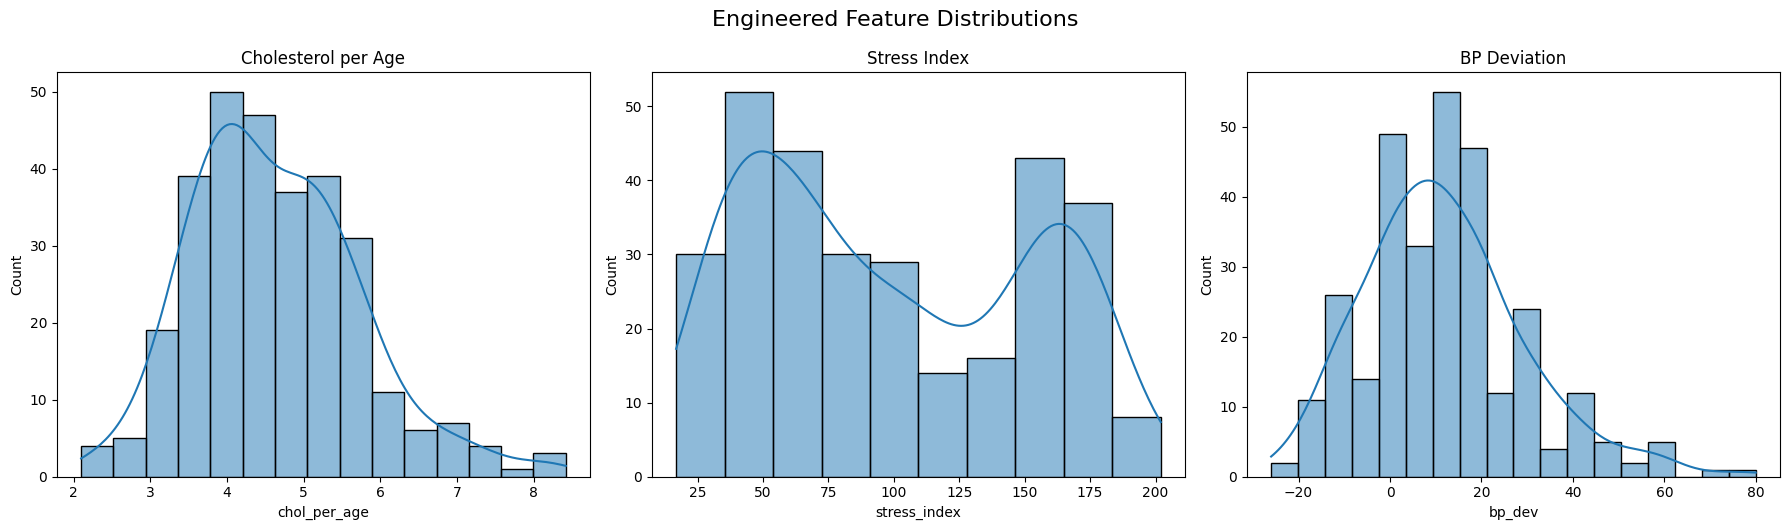 Engineered Feature Distributions
Cholesterol per Age
Count
50
40
30
20
10
0
2 3 4 5 6 7 8
chol_per_age
Stress Index
Count
50
40
30
20
10
0
25 50 75 100 125 150 175 200
stress_index
BP Deviation
Count
50
40
30
20
10
0
−20 0 20 40 60 80
bp_dev